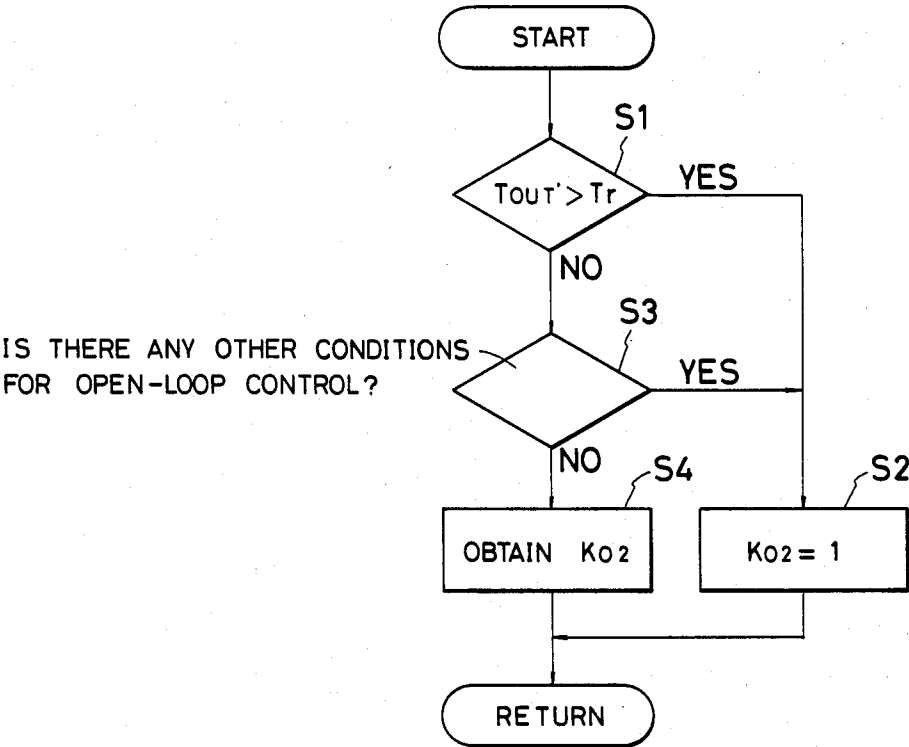 START
S1
TOUT' > Tr
YES
NO
S3
IS THERE ANY OTHER CONDITIONS
FOR OPEN-LOOP CONTROL?
YES
NO
S4
S2
OBTAIN KO2
KO2 = 1
RETURN